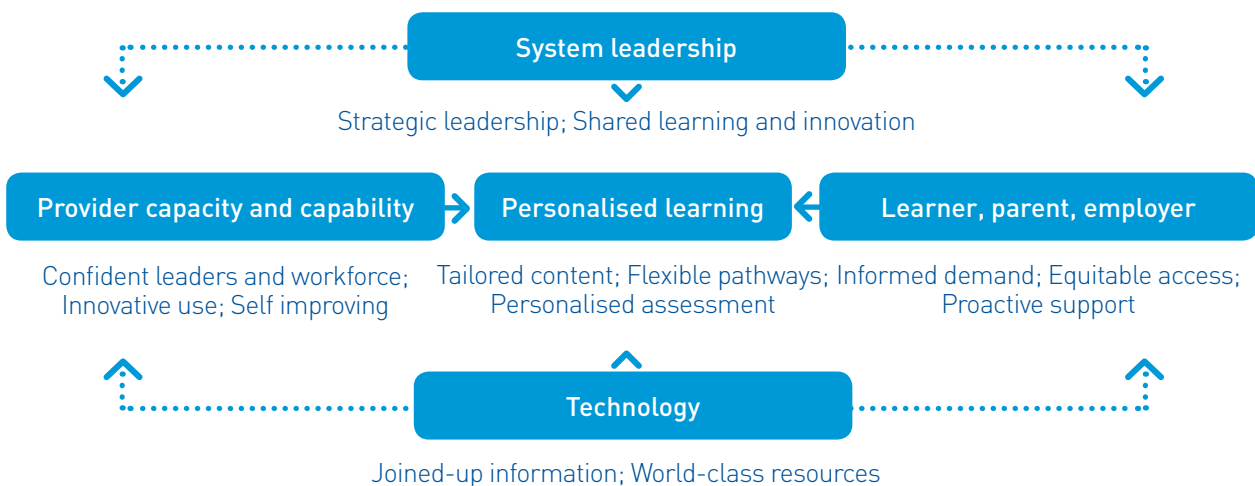 System leadership
Strategic leadership; Shared learning and innovation
Provider capacity and capability
Personalised learning
Learner, parent, employer
Confident leaders and workforce;
Innovative use; Self improving
Tailored content; Flexible pathways;
Personalised assessment
Informed demand; Equitable access;
Proactive support
Technology
Joined-up information; World-class resources